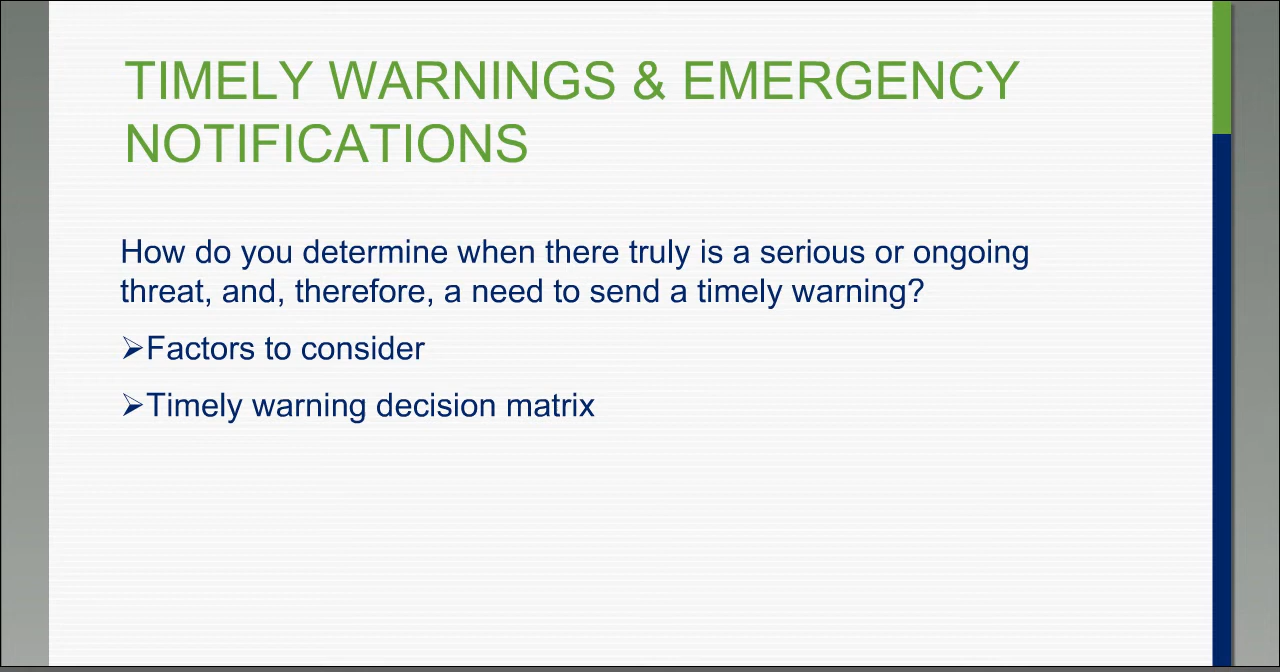 TIMELY WARNINGS & EMERGENCY
NOTIFICATIONS
How do you determine when there truly is a serious or ongoing
threat, and, therefore, a need to send a timely warning?
➢Factors to consider
➢Timely warning decision matrix